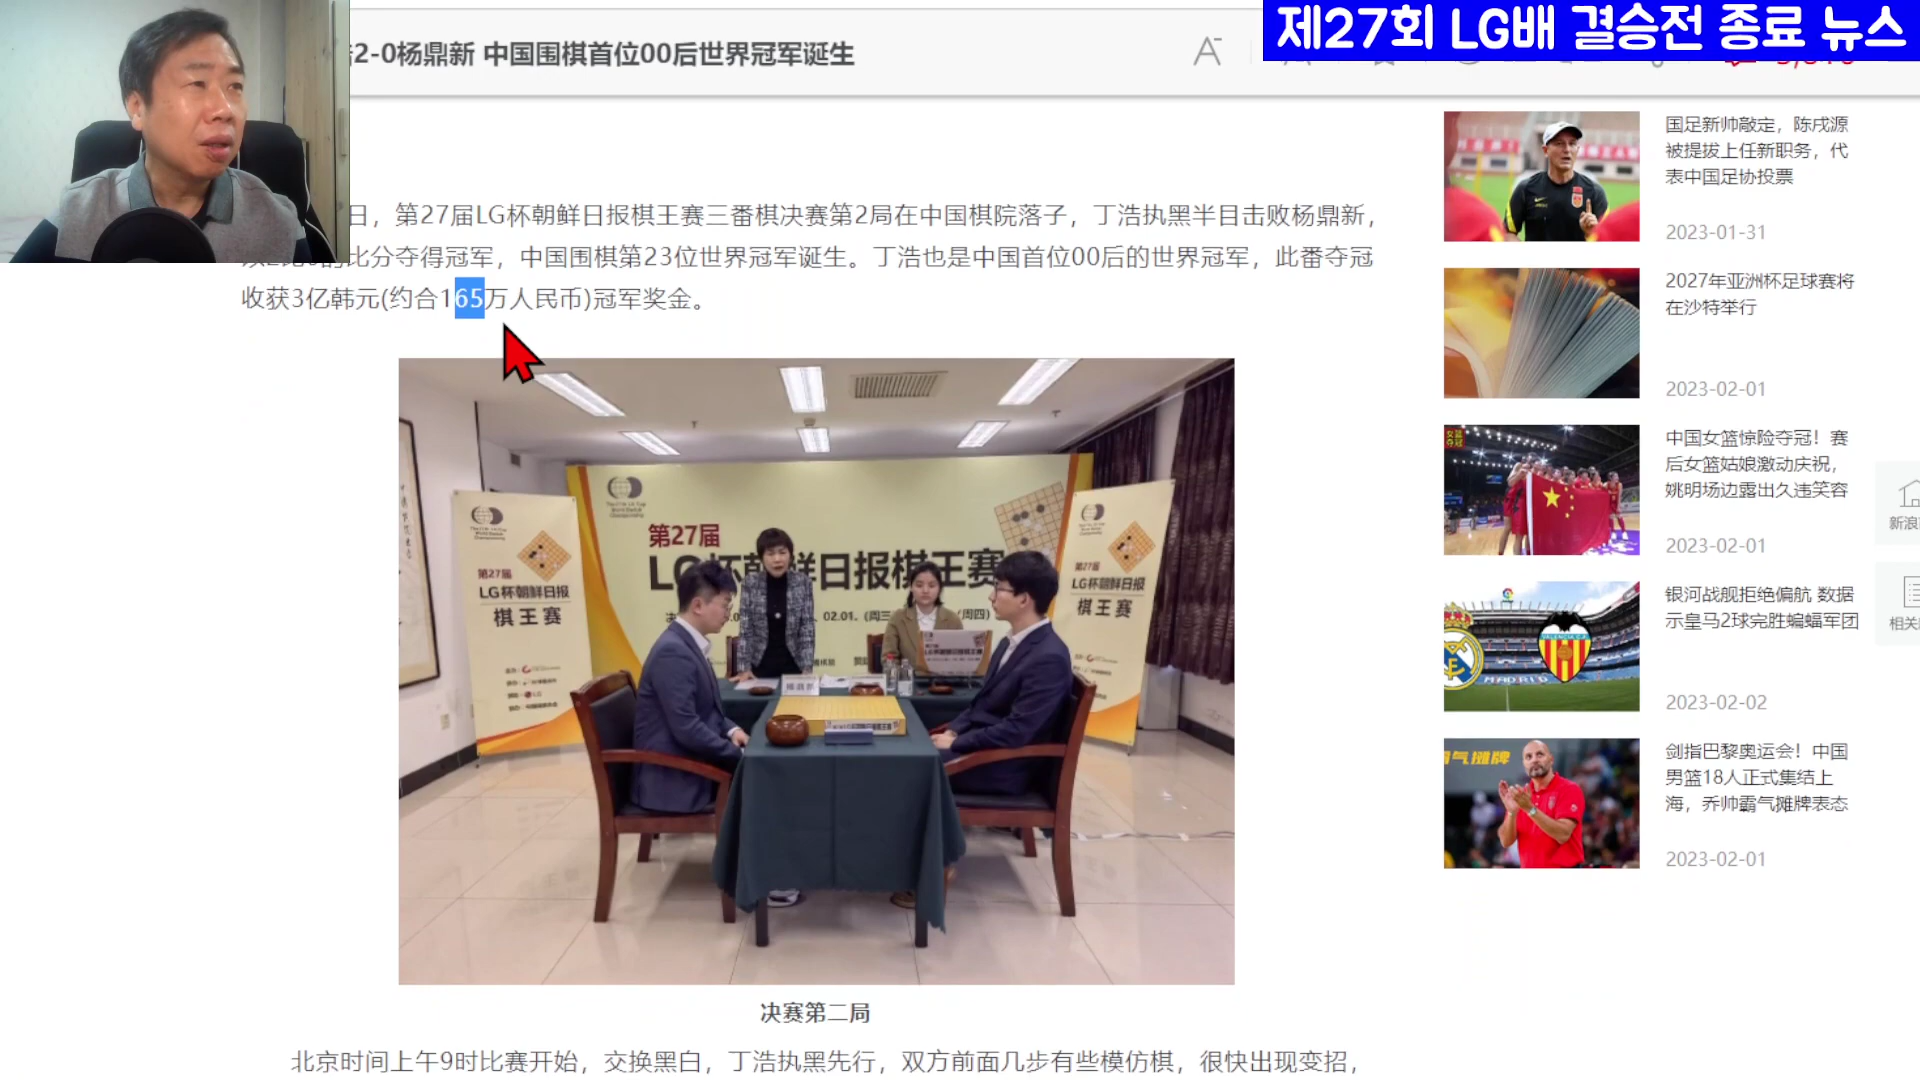 제27회 LG배 결승전 종료 뉴스
2-0杨鼎新 中国围棋首位00后世界冠军诞生
日，第27届LG杯朝鲜日报棋王赛三番棋决赛第2局在中国棋院落子，丁浩执黑半目击败杨鼎新，
比分夺得冠军，中国围棋第23位世界冠军诞生。丁浩也是中国首位00后的世界冠军，此番夺冠
收获3亿韩元(约合165万人民币)冠军奖金。
第27届
LG杯朝鲜日报棋王赛
02.01.
第27届
LG杯朝鲜日报
棋王赛
第27届
LG杯朝鲜日报
棋王赛
决赛第二局
北京时间上午9时比赛开始，交换黑白，丁浩执黑先行，双方前面几步有些模仿棋，很快出现变招，
国足新帅敲定，陈戌源
被提拔上任新职务，代
表中国足协投票
2023-01-31
2027年亚洲杯足球赛将
在沙特举行
2023-02-01
女篮
夺冠
中国女篮惊险夺冠！赛
后女篮姑娘激动庆祝，
姚明场边露出久违笑容
2023-02-01
VALENCIA C.F.
MADRID
银河战舰拒绝偏航 数据
示皇马2球完胜蝙蝠军团
2023-02-02
气摊牌
剑指巴黎奥运会！中国
男篮18人正式集结上
海，乔帅霸气摊牌表态
2023-02-01
新浪
相关